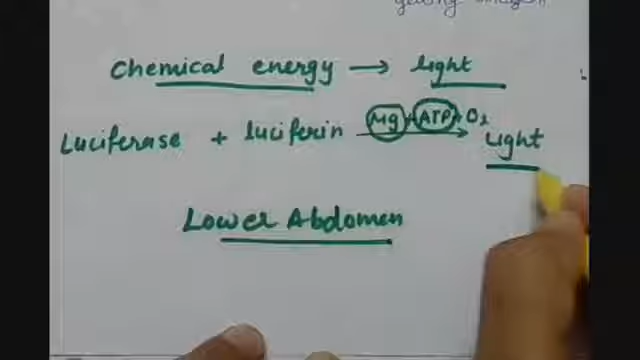 Chemical energy → light
Luciferase + luciferin Mg, ATP, O₂ → light
Lower Abdomen